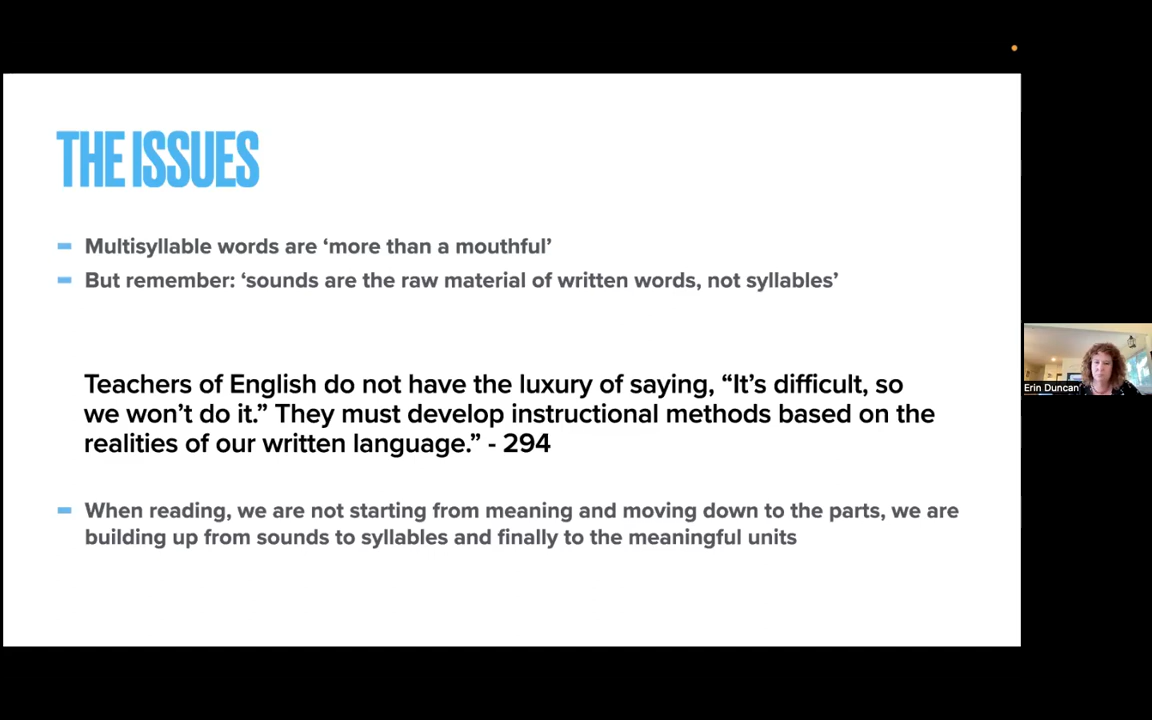 THE ISSUES
Multisyllable words are ‘more than a mouthful’
But remember: ‘sounds are the raw material of written words, not syllables’
Teachers of English do not have the luxury of saying, “It’s difficult, so
we won’t do it.” They must develop instructional methods based on the
realities of our written language.” - 294
When reading, we are not starting from meaning and moving down to the parts, we are
building up from sounds to syllables and finally to the meaningful units
Erin Duncan